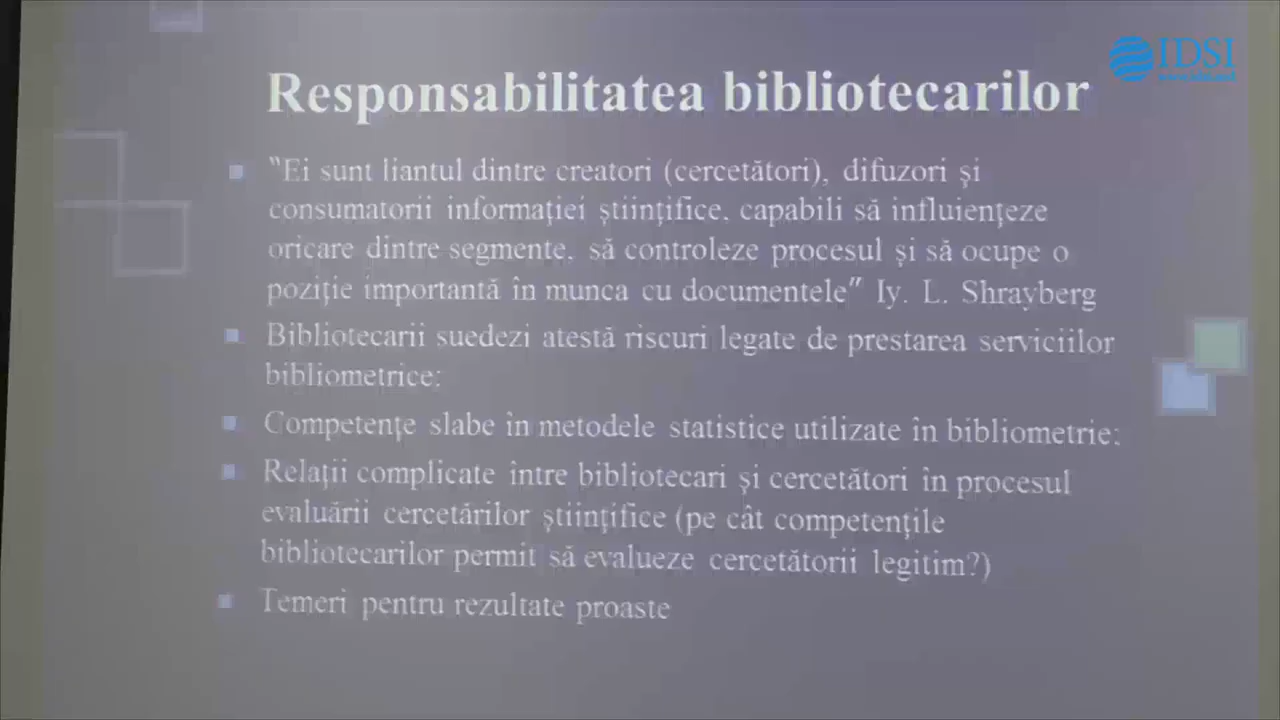 IDSI
www.idsi.md
Responsabilitatea bibliotecarilor
"Ei sunt liantul dintre creatori (cercetători), difuzori și
consumatorii informației științifice, capabili să influiențeze
oricare dintre segmente, să controleze procesul și să ocupe o
poziție importantă în munca cu documentele" Iy. L. Shrayberg
Bibliotecarii suedezi atestă riscuri legate de prestarea serviciilor
bibliometrice:
Competențe slabe în metodele statistice utilizate în bibliometrie;
Relații complicate între bibliotecari și cercetători în procesul
evaluării cercetărilor științifice (pe cât competențile
bibliotecarilor permit să evalueze cercetătorii legitim?)
Temeri pentru rezultate proaste